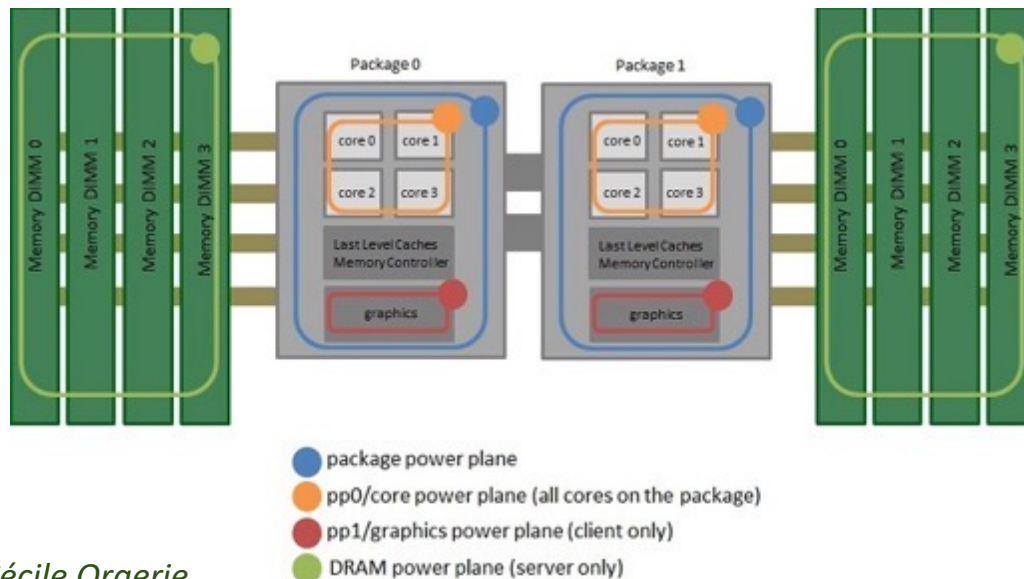 Package 0
Package 1
Memory DIMM 0
Memory DIMM 1
Memory DIMM 2
Memory DIMM 3
core 0
core 1
core 2
core 3
Last Level Caches
Memory Controller
graphics
core 0
core 1
core 2
core 3
Last Level Caches
Memory Controller
graphics
Memory DIMM 0
Memory DIMM 1
Memory DIMM 2
Memory DIMM 3
package power plane
pp0/core power plane (all cores on the package)
pp1/graphics power plane (client only)
DRAM power plane (server only)
écile Orgerie